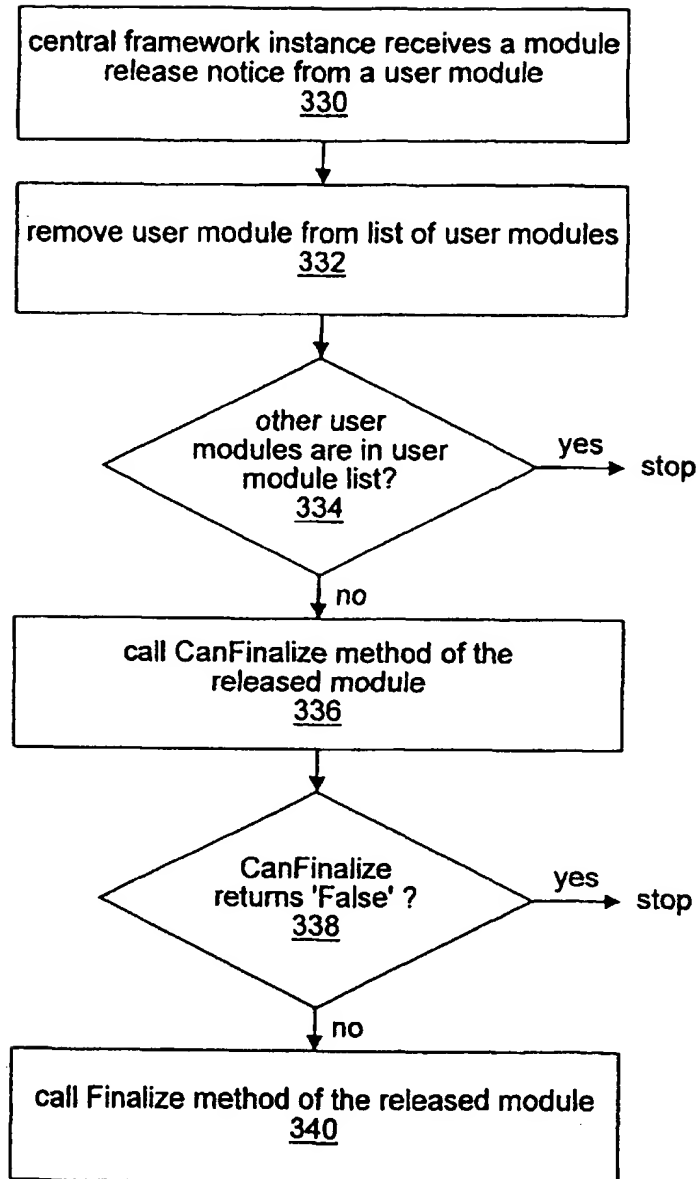 central framework instance receives a module
release notice from a user module
330
remove user module from list of user modules
332
other user
modules are in user
module list?
334
yes
stop
no
call CanFinalize method of the
released module
336
CanFinalize
returns 'False' ?
338
yes
stop
no
call Finalize method of the released module
340